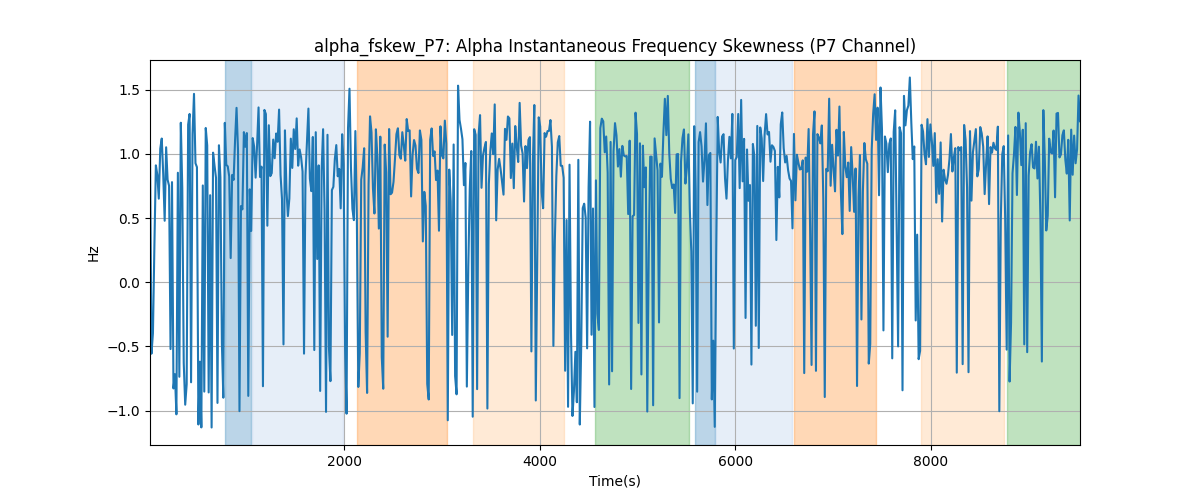 alpha_fskew_P7: Alpha Instantaneous Frequency Skewness (P7 Channel)
1.5
1.0
0.5
0.0
−0.5
−1.0
Hz
2000 4000 6000 8000
Time(s)